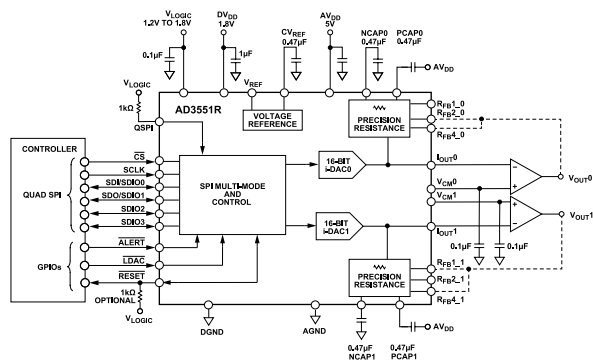 VLOGIC
1.2V TO 1.8V
DVDD
1.8V
CVREF
0.47µF
AVDD
5V
NCAP0
0.47µF
PCAP0
0.47µF
AVDD
0.1µF
1µF
VLOGIC
1kΩ
QSPI
AD3551R
VREF
VOLTAGE
REFERENCE
PRECISION
RESISTANCE
RFB1_0
RFB2_0
RFB4_0
CONTROLLER
QUAD SPI
CS
SCLK
SDI/SDIO0
SDO/SDIO1
SDIO2
SDIO3
GPIOs
ALERT
LDAC
RESET
1kΩ
OPTIONAL
VLOGIC
SPI MULTI-MODE
AND
CONTROL
16-BIT
i-DAC0
16-BIT
i-DAC1
IOUT0
VCM0
VCM1
IOUT1
VOUT0
VOUT1
0.1µF
0.1µF
PRECISION
RESISTANCE
RFB1_1
RFB2_1
RFB4_1
DGND
AGND
AVDD
0.47µF
NCAP1
0.47µF
PCAP1